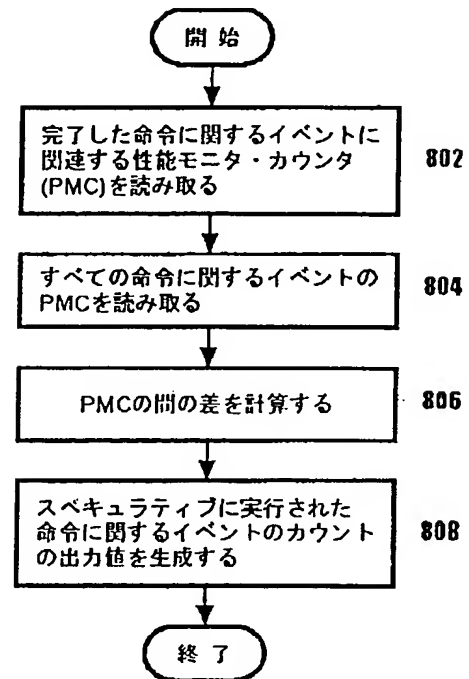 開 始
完了した命令に関するイベントに
関連する性能モニタ・カウンタ
(PMC)を読み取る
802
すべての命令に関するイベントの
PMCを読み取る
804
PMCの間の差を計算する
806
スペキュラティブに実行された
命令に関するイベントのカウント
の出力値を生成する
808
終 了